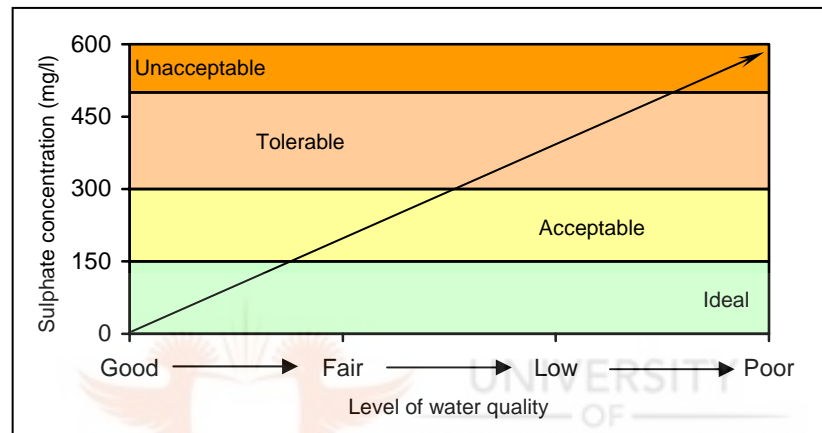 Sulphate concentration (mg/l)
600
450
300
150
0
Unacceptable
Tolerable
Acceptable
Ideal
Good Fair Low Poor
Level of water quality
UNIVERSITY
OF